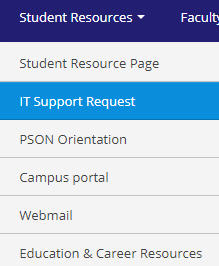 Student Resources Faculty
Student Resource Page
IT Support Request
PSON Orientation
Campus portal
Webmail
Education & Career Resources